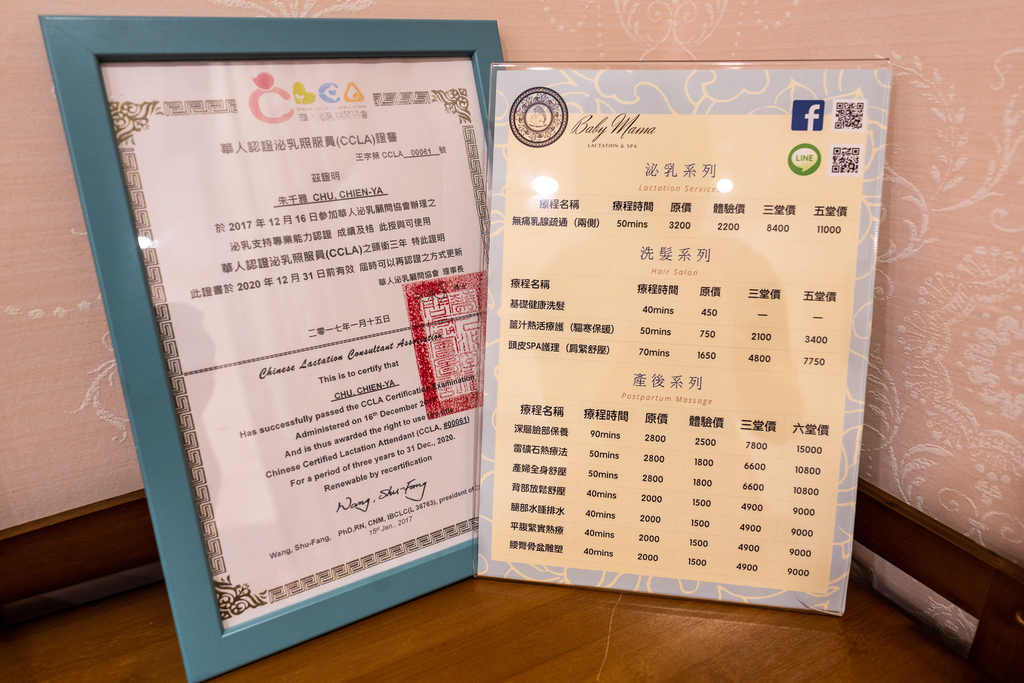 華人認證泌乳照服員(CCLA)證書
王字第 CCLA 00061 號
茲證明
朱千雅 CHU, CHIEN-YA
於 2017 年 12 月 16 日參加華人泌乳顧問協會辦理之
泌乳支持專業能力認證 成績及格 此授與可使用
華人認證泌乳照服員(CCLA)之頭銜三年 特此證明
此證書於 2020 年 12 月 31 日前有效 屆時可以再認證之方式更新
華人泌乳顧問協會 理事長
二零一七年一月十五日
Chinese Lactation Consultant Association
This is to certify that
CHU, CHIEN-YA
Has successfully passed the CCLA Certification Examination
Administered on 16th December
And is thus awarded the right to use title
Chinese Certified Lactation Attendant (CCLA, #00061)
For a period of three years to 31 Dec., 2020.
Renewable by recertification
Wang, Shu-Fang
Wang, Shu-Fang, PhD,RN, CNM, IBCLC(L 36763), president of
15th Jan., 2017
Baby Mama
LACTATION & SPA
LINE
泌乳系列
Lactation Services
療程名稱 療程時間 原價 體驗價 三堂價 五堂價
無痛乳腺疏通（兩側） 50mins 3200 2200 8400 11000
洗髮系列
Hair Salon
療程名稱 療程時間 原價 三堂價 五堂價
基礎健康洗髮 40mins 450 — —
薑汁熱活療護（驅寒保暖） 50mins 750 2100 3400
頭皮SPA護理（肩緊舒壓） 70mins 1650 4800 7750
產後系列
Postpartum Massage
療程名稱 療程時間 原價 體驗價 三堂價 六堂價
深層臉部保養 90mins 2800 2500 7800 15000
雷礦石熱療法 50mins 2800 1800 6600 10800
產婦全身舒壓 50mins 2800 1800 6600 10800
背部放鬆舒壓 40mins 2000 1500 4900 9000
腿部水腫排水 40mins 2000 1500 4900 9000
平腹緊實熱療 40mins 2000 1500 4900 9000
腰臀骨盆雕塑 40mins 2000 1500 4900 9000